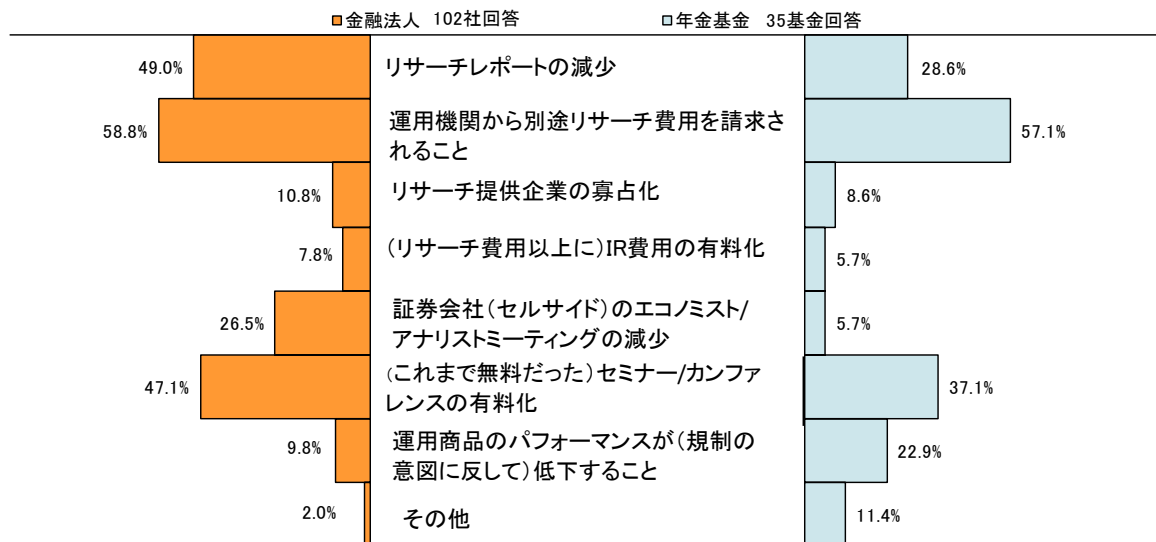 金融法人 102社回答
年金基金 35基金回答
49.0%
リサーチレポートの減少
28.6%
58.8%
運用機関から別途リサーチ費用を請求さ
れること
57.1%
10.8%
リサーチ提供企業の寡占化
8.6%
7.8%
(リサーチ費用以上に)IR費用の有料化
5.7%
26.5%
証券会社(セルサイド)のエコノミスト/
アナリストミーティングの減少
5.7%
47.1%
(これまで無料だった)セミナー/カンファ
レンスの有料化
37.1%
9.8%
運用商品のパフォーマンスが(規制の
意図に反して)低下すること
22.9%
2.0%
その他
11.4%